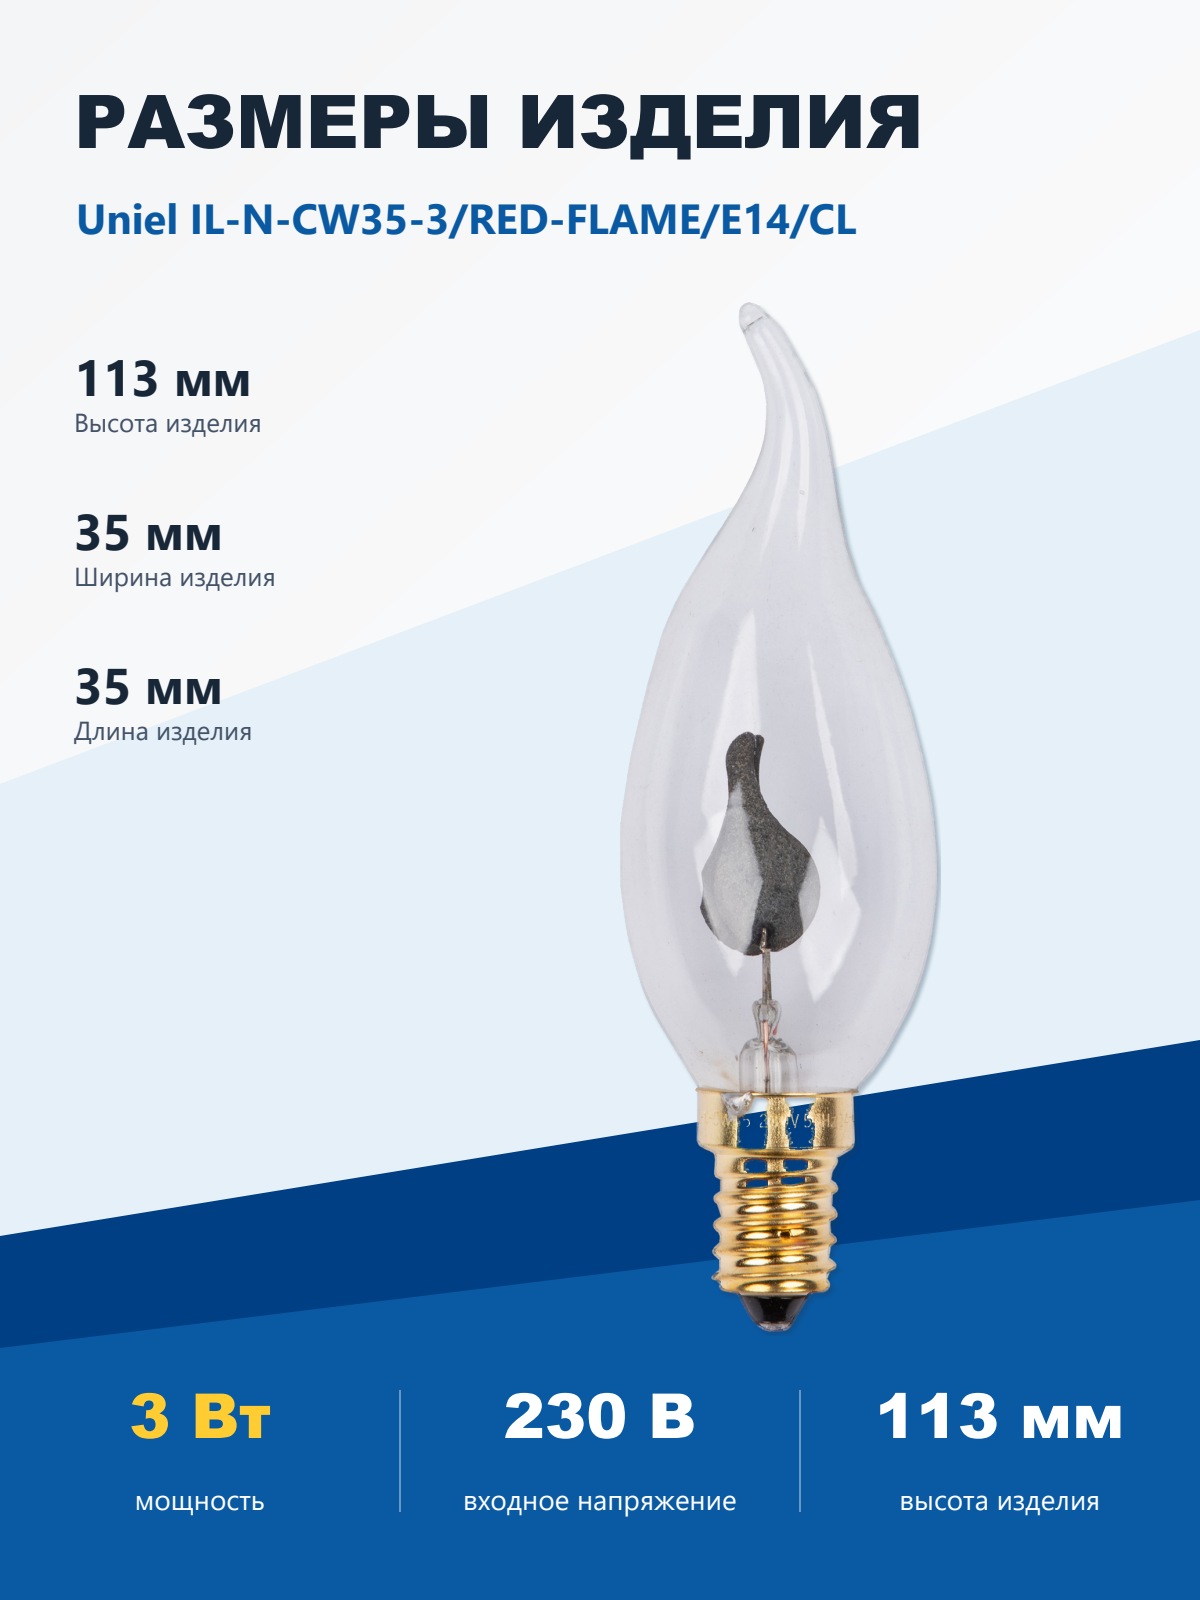 РАЗМЕРЫ ИЗДЕЛИЯ
Uniel IL-N-CW35-3/RED-FLAME/E14/CL
113 мм
Высота изделия
35 мм
Ширина изделия
35 мм
Длина изделия
3 Вт
мощность
230 В
входное напряжение
113 мм
высота изделия